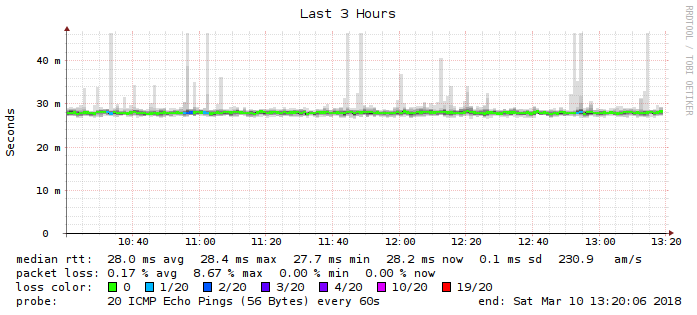 Last 3 Hours
RRDTOOL / TOBI OETIKER
Seconds
40 m
30 m
20 m
10 m
0
10:40 11:00 11:20 11:40 12:00 12:20 12:40 13:00 13:20
median rtt: 28.0 ms avg 28.4 ms max 27.7 ms min 28.2 ms now 0.1 ms sd 230.9 am/s
packet loss: 0.17 % avg 8.67 % max 0.00 % min 0.00 % now
loss color: 0 1/20 2/20 3/20 4/20 10/20 19/20
probe: 20 ICMP Echo Pings (56 Bytes) every 60s end: Sat Mar 10 13:20:06 2018